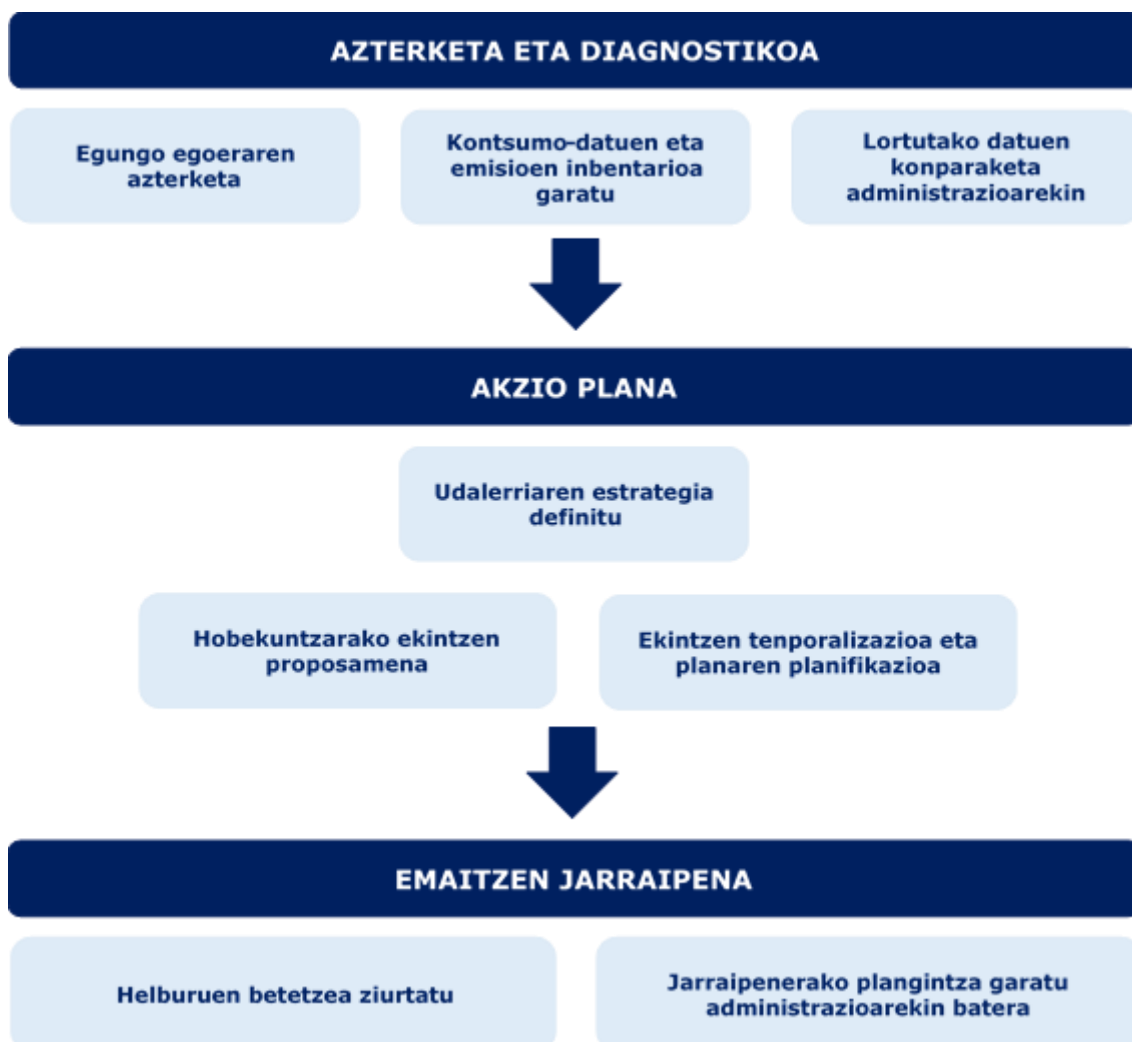 AZTERKETA ETA DIAGNOSTIKOA
Egungo egoeraren
azterketa
Kontsumo-datuen eta
emisioen inbentarioa
garatu
Lortutako datuen
konparaketa
administrazioarekin
AKZIO PLANA
Udalerriaren estrategia
definitu
Hobekuntzarako ekintzen
proposamena
Ekintzen tenporalizazioa eta
planaren planifikazioa
EMAITZEN JARRAIPENA
Helburuen betetzea ziurtatu
Jarraipenerako plangintza garatu
administrazioarekin batera